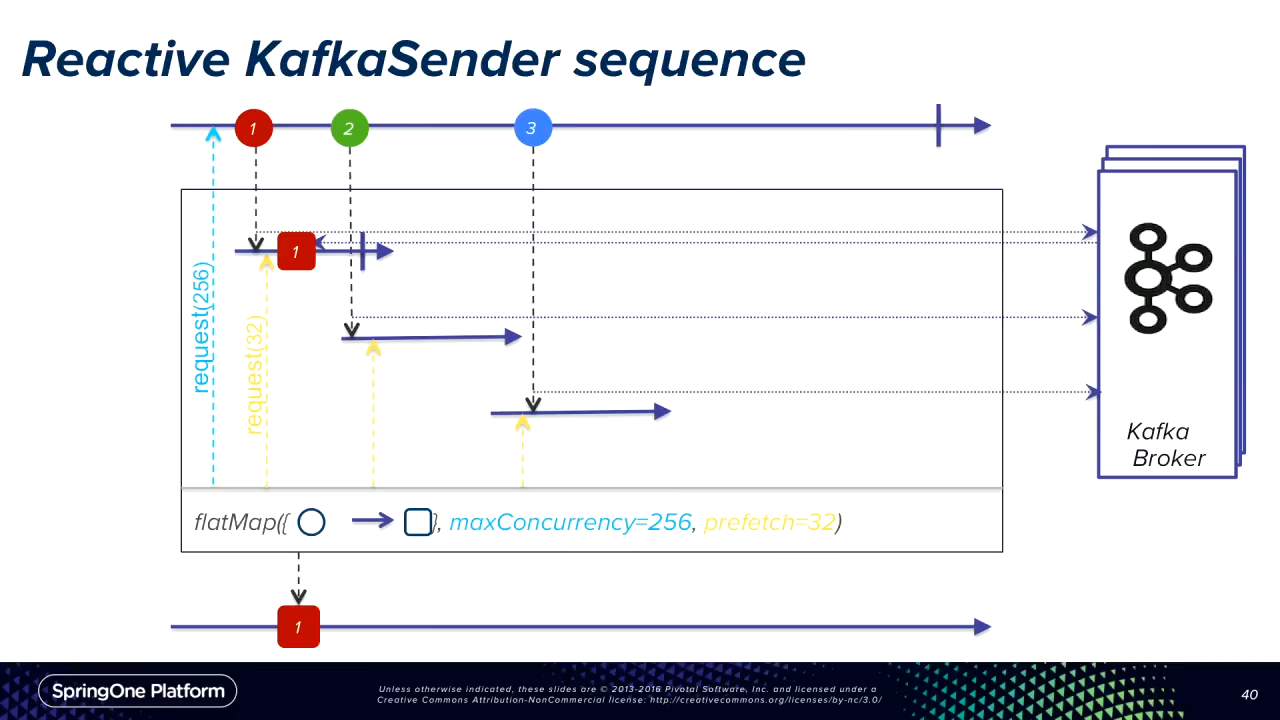 Reactive KafkaSender sequence
1
2
3
1
request(256)
request(32)
Kafka
Broker
flatMap({ }, maxConcurrency=256, prefetch=32)
1
SpringOne Platform
Unless otherwise indicated, these slides are © 2013-2016 Pivotal Software, Inc. and licensed under a
Creative Commons Attribution-NonCommercial license: http://creativecommons.org/licenses/by-nc/3.0/
40